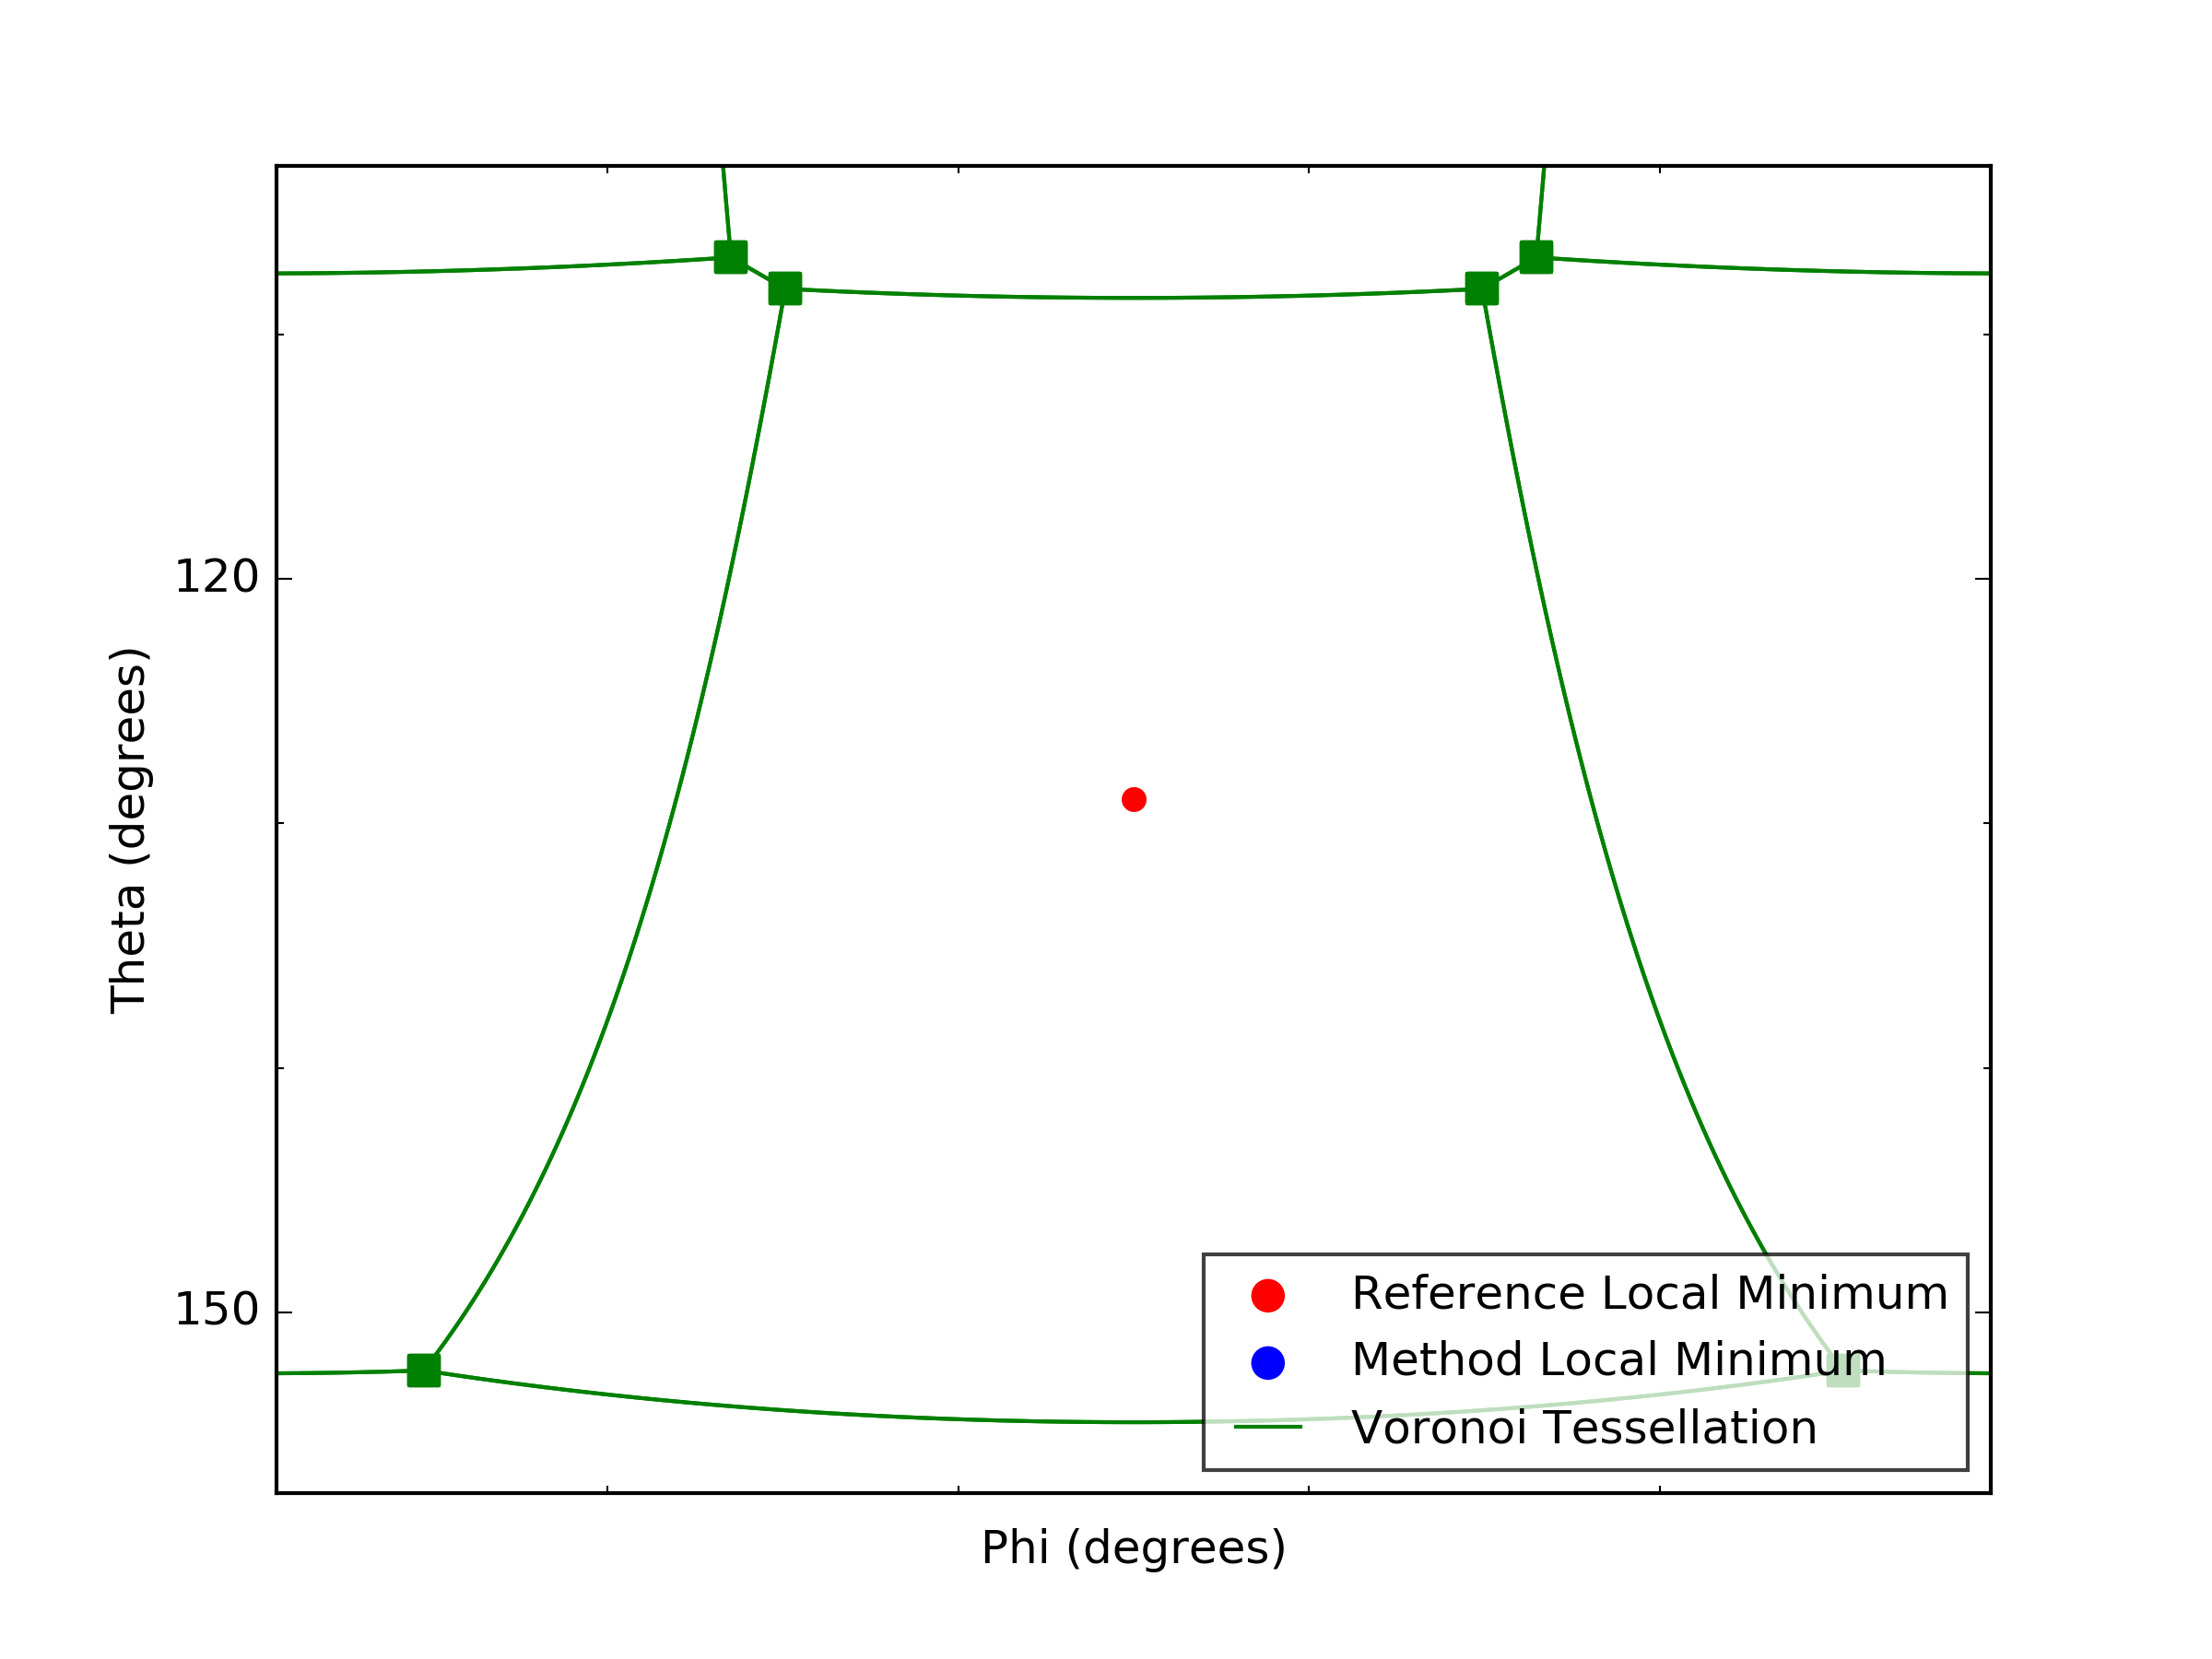 120
Theta (degrees)
150
Reference Local Minimum
Method Local Minimum
Voronoi Tessellation
Phi (degrees)